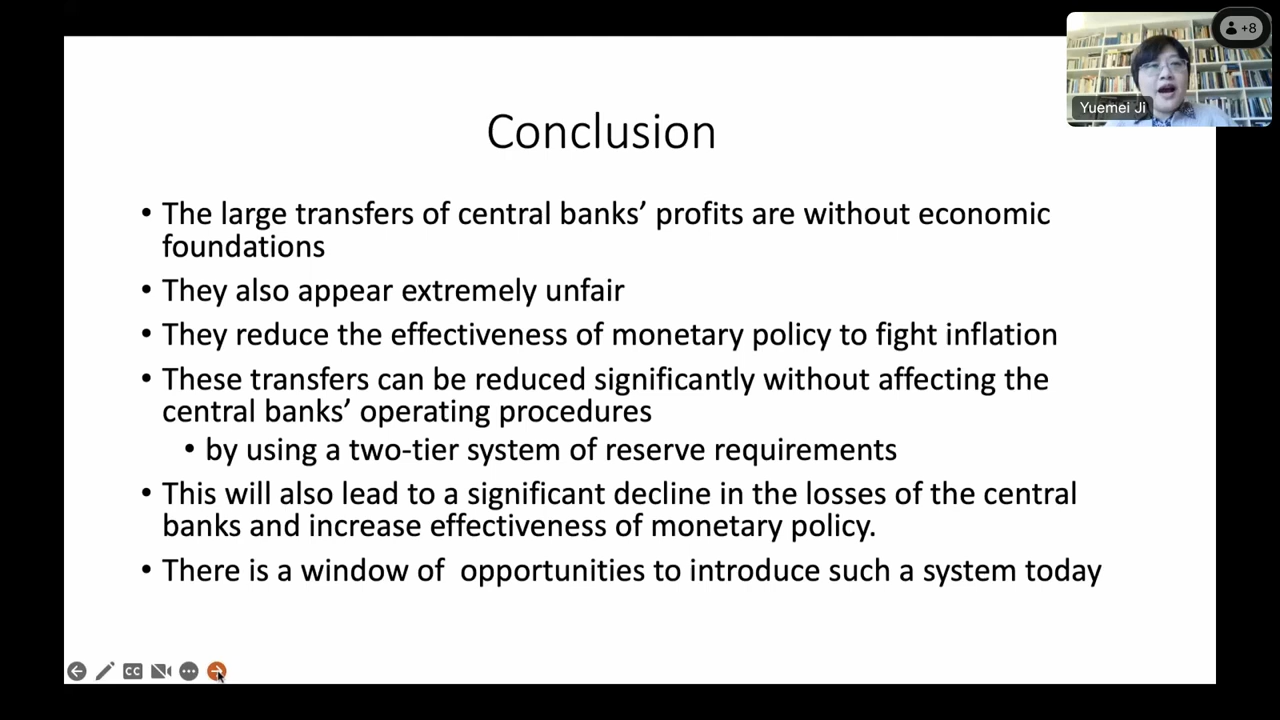 +8
Yuemei Ji
Conclusion
• The large transfers of central banks’ profits are without economic
foundations
• They also appear extremely unfair
• They reduce the effectiveness of monetary policy to fight inflation
• These transfers can be reduced significantly without affecting the
central banks’ operating procedures
• by using a two-tier system of reserve requirements
• This will also lead to a significant decline in the losses of the central
banks and increase effectiveness of monetary policy.
• There is a window of  opportunities to introduce such a system today
CC